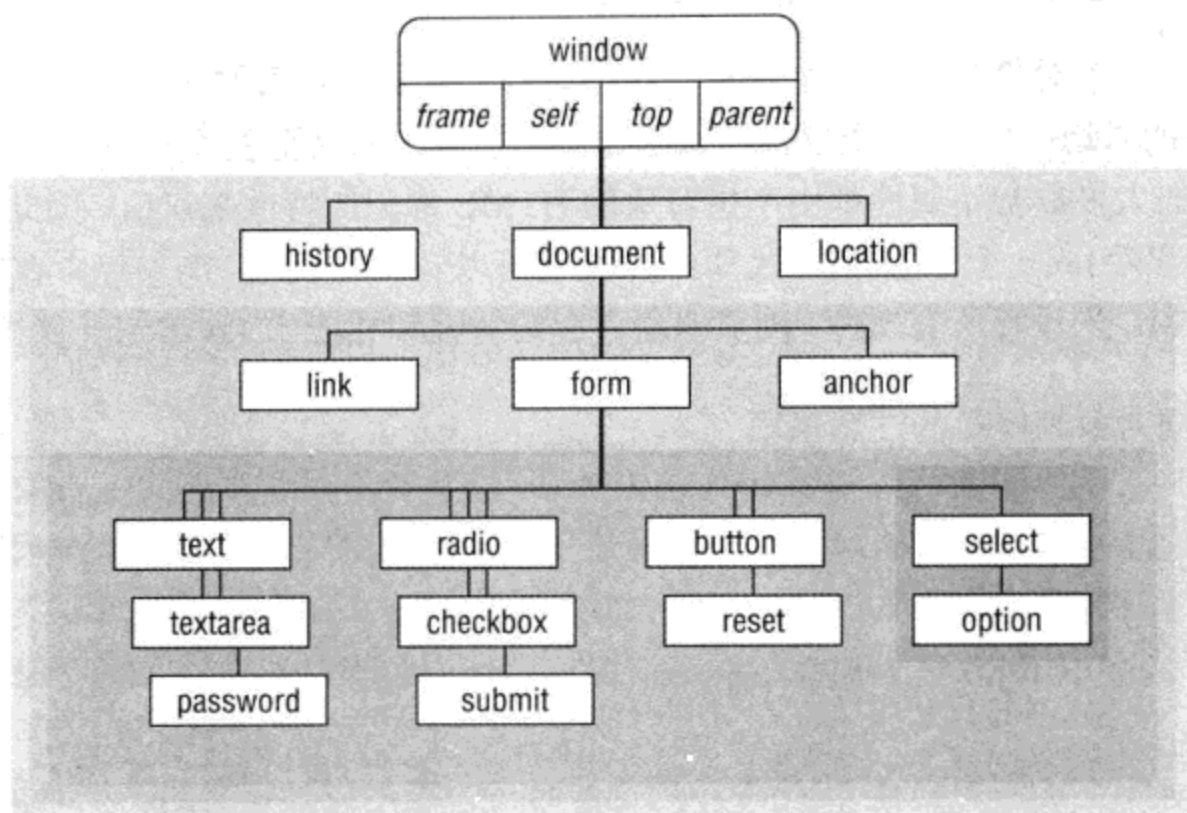 window
frame self top parent
history document location
link form anchor
text radio button select
textarea checkbox reset option
password submit